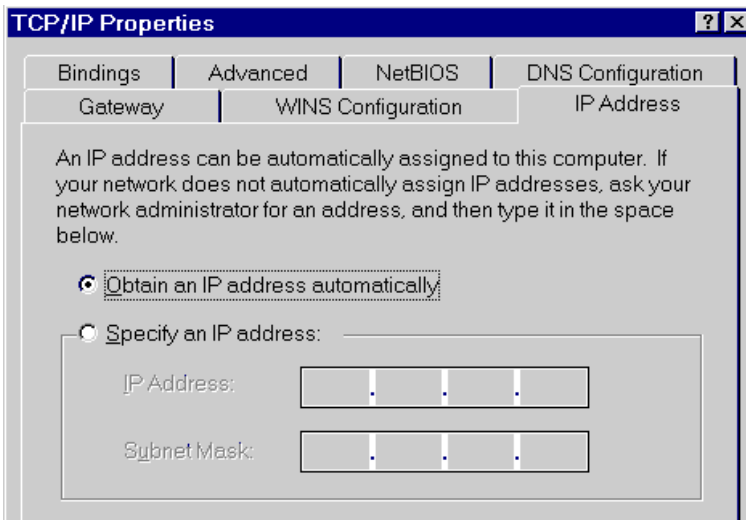 TCP/IP Properties
? ×
Bindings Advanced NetBIOS DNS Configuration
Gateway WINS Configuration IP Address
An IP address can be automatically assigned to this computer. If
your network does not automatically assign IP addresses, ask your
network administrator for an address, and then type it in the space
below.
Obtain an IP address automatically
Specify an IP address:
IP Address:
. . .
Subnet Mask:
. . .